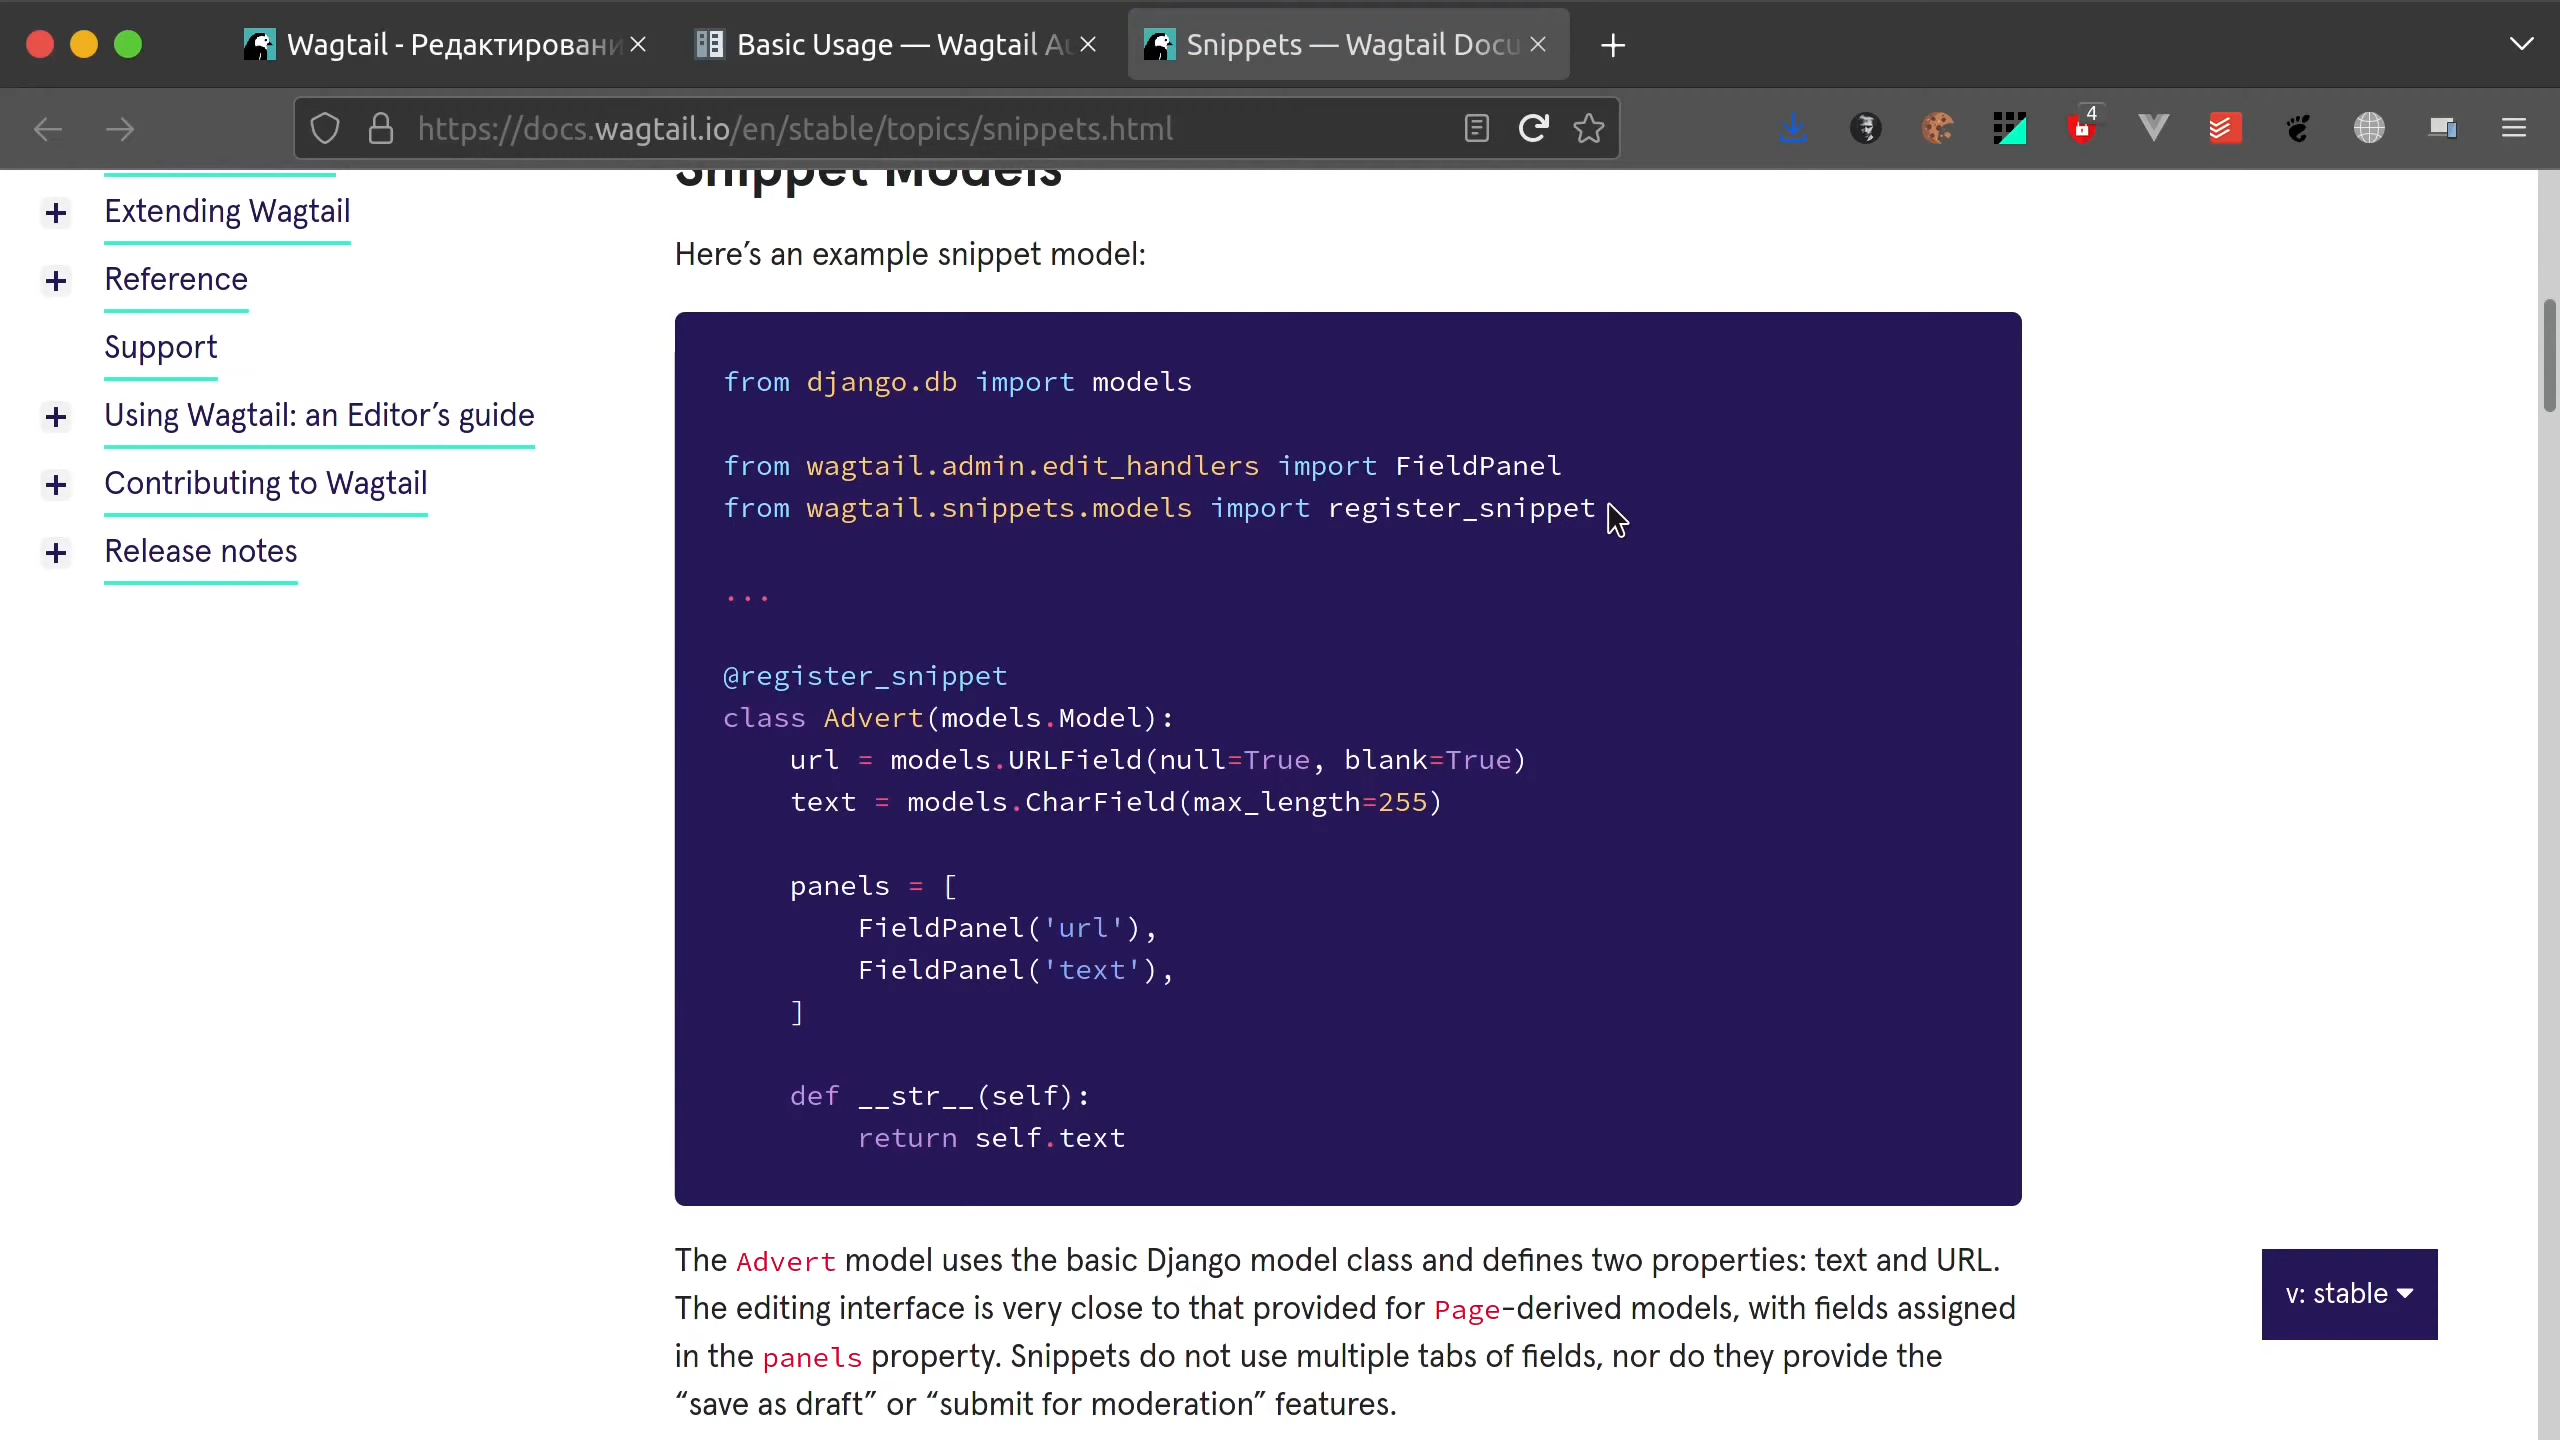 Wagtail - Редактировани
Basic Usage — Wagtail Au
Snippets — Wagtail Docu
https://docs.wagtail.io/en/stable/topics/snippets.html
4
Extending Wagtail
Reference
Support
Using Wagtail: an Editor’s guide
Contributing to Wagtail
Release notes
Snippet Models
Here’s an example snippet model:
from django.db import models
from wagtail.admin.edit_handlers import FieldPanel
from wagtail.snippets.models import register_snippet
...
@register_snippet
class Advert(models.Model):
    url = models.URLField(null=True, blank=True)
    text = models.CharField(max_length=255)
    panels = [
        FieldPanel('url'),
        FieldPanel('text'),
    ]
    def __str__(self):
        return self.text
The Advert model uses the basic Django model class and defines two properties: text and URL.
The editing interface is very close to that provided for Page-derived models, with fields assigned
in the panels property. Snippets do not use multiple tabs of fields, nor do they provide the
“save as draft” or “submit for moderation” features.
v: stable